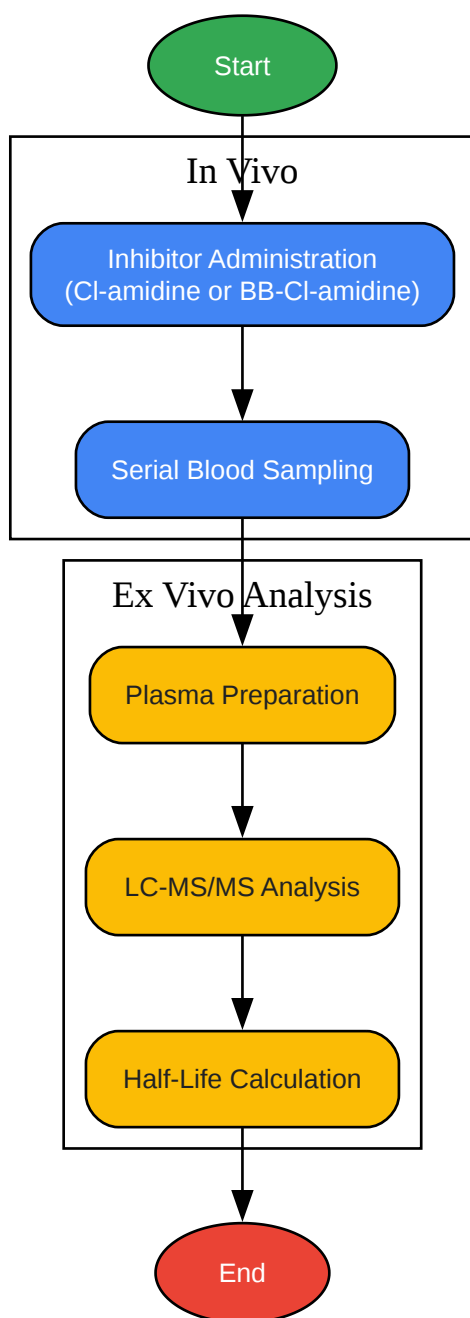 Start
In Vivo
Inhibitor Administration
(Cl-amidine or BB-Cl-amidine)
Serial Blood Sampling
Ex Vivo Analysis
Plasma Preparation
LC-MS/MS Analysis
Half-Life Calculation
End